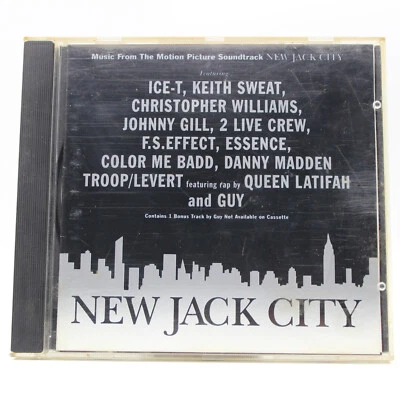 Music From The Motion Picture Soundtrack NEW JACK CITY
Featuring
ICE-T, KEITH SWEAT,
CHRISTOPHER WILLIAMS,
JOHNNY GILL, 2 LIVE CREW,
F.S.EFFECT, ESSENCE,
COLOR ME BADD, DANNY MADDEN
TROOP/LEVERT featuring rap by QUEEN LATIFAH
and GUY
Contains 1 Bonus Track by Guy Not Available on Cassette
NEW JACK CITY